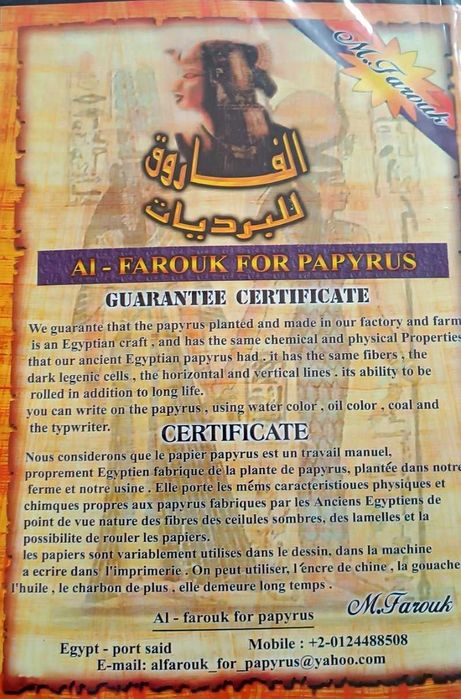 M.Farouk
الفاروق
للبرديات
Al - FAROUK FOR PAPYRUS
GUARANTEE CERTIFICATE
We guarante that the papyrus planted and made in our factory and farm
is an Egyptian craft , and has the same chemical and physical Properties
that our ancient Egyptian papyrus had . it has the same fibers , the
dark legenic cells , the horizontal and vertical lines . its ability to be
rolled in addition to long life.
you can write on the papyrus , using water color , oil color , coal and
the typwriter.
CERTIFICATE
Nous considerons que le papier papyrus est un travail manuel,
proprement Egyptien fabrique de la plante de papyrus, plantée dans notre
ferme et notre usine . Elle porte les méms caracteristioues physiques et
chimques propres aux papyrus fabriques par les Anciens Egyptiens de
point de vue nature des fibres des ceilules sombres, des lamelles et la
possibilite de rouler les papiers.
les papiers sont variablement utilises dans le dessin, dans la machine
a ecrire dans l'imprimerie . On peut utiliser, l'éncre de chine , la gouache
l'huile , le charbon de plus , elle demeure long temps .
M.Farouk
Al - farouk for papyrus
Egypt - port said
Mobile : +2-0124488508
E-mail: alfarouk_for_papyrus@yahoo.com